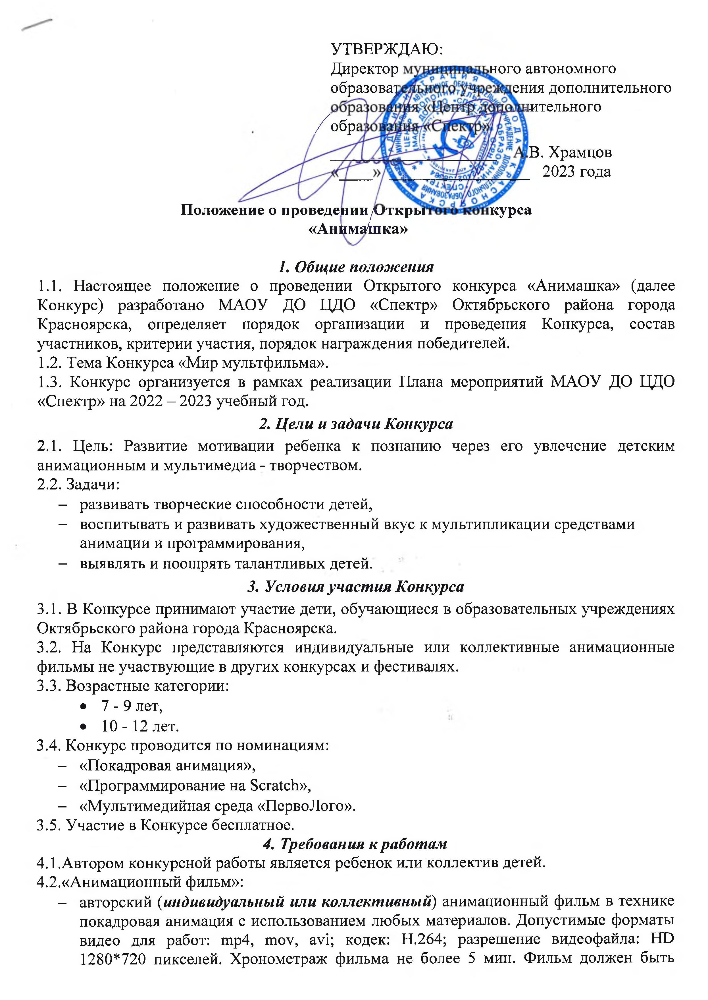 УТВЕРЖДАЮ:
Директор муниципального автономного
образовательного учреждения дополнительного
образования «Центр дополнительного
образования «Спектр»
А.В. Храмцов
«____» ________________ 2023 года
Положение о проведении Открытого конкурса
«Анимашка»
1. Общие положения
1.1. Настоящее положение о проведении Открытого конкурса «Анимашка» (далее
Конкурс) разработано МАОУ ДО ЦДО «Спектр» Октябрьского района города
Красноярска, определяет порядок организации и проведения Конкурса, состав
участников, критерии участия, порядок награждения победителей.
1.2. Тема Конкурса «Мир мультфильма».
1.3. Конкурс организуется в рамках реализации Плана мероприятий МАОУ ДО ЦДО
«Спектр» на 2022 – 2023 учебный год.
2. Цели и задачи Конкурса
2.1. Цель: Развитие мотивации ребенка к познанию через его увлечение детским
анимационным и мультимедиа - творчеством.
2.2. Задачи:
– развивать творческие способности детей,
– воспитывать и развивать художественный вкус к мультипликации средствами
анимации и программирования,
– выявлять и поощрять талантливых детей.
3. Условия участия Конкурса
3.1. В Конкурсе принимают участие дети, обучающиеся в образовательных учреждениях
Октябрьского района города Красноярска.
3.2. На Конкурс представляются индивидуальные или коллективные анимационные
фильмы не участвующие в других конкурсах и фестивалях.
3.3. Возрастные категории:
• 7 - 9 лет,
• 10 - 12 лет.
3.4. Конкурс проводится по номинациям:
– «Покадровая анимация»,
– «Программирование на Scratch»,
– «Мультимедийная среда «ПервоЛого».
3.5. Участие в Конкурсе бесплатное.
4. Требования к работам
4.1.Автором конкурсной работы является ребенок или коллектив детей.
4.2.«Анимационный фильм»:
– авторский (индивидуальный или коллективный) анимационный фильм в технике
покадровая анимация с использованием любых материалов. Допустимые форматы
видео для работ: mp4, mov, avi; кодек: H.264; разрешение видеофайла: HD
1280*720 пикселей. Хронометраж фильма не более 5 мин. Фильм должен быть